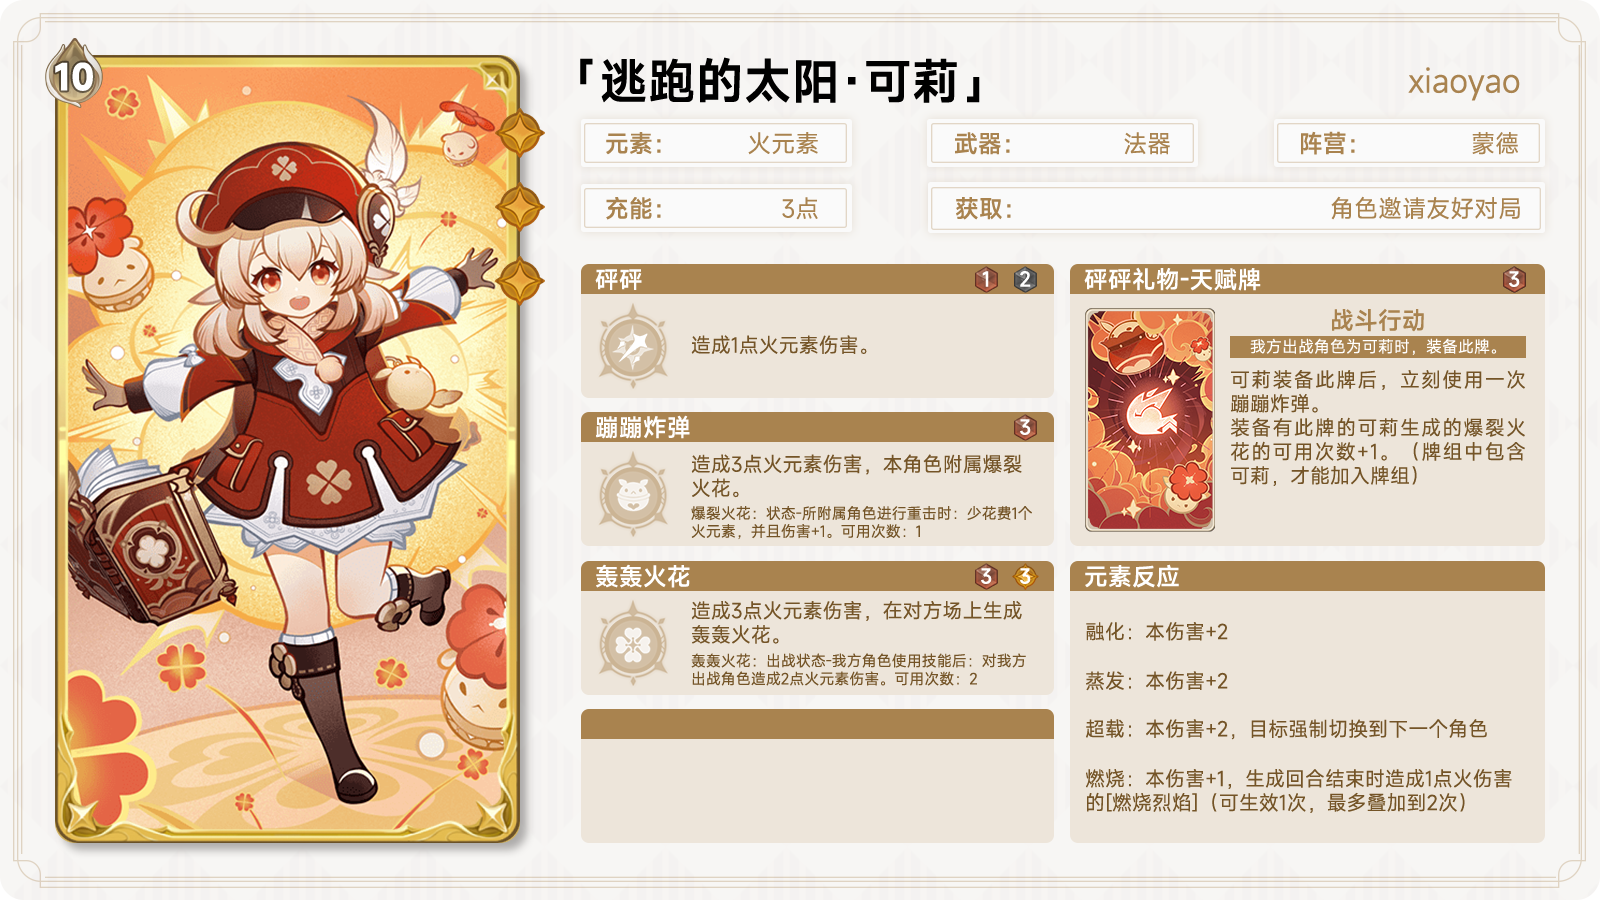 10
「逃跑的太阳·可莉」
xiaoyao
元素：
火元素
武器：
法器
阵营：
蒙德
充能：
3点
获取：
角色邀请友好对局
砰砰
1
2
造成1点火元素伤害。
蹦蹦炸弹
3
造成3点火元素伤害，本角色附属爆裂
火花。
爆裂火花：状态-所附属角色进行重击时：少花费1个
火元素，并且伤害+1。可用次数：1
轰轰火花
3
3
造成3点火元素伤害，在对方场上生成
轰轰火花。
轰轰火花：出战状态-我方角色使用技能后：对我方
出战角色造成2点火元素伤害。可用次数：2
砰砰礼物-天赋牌
3
战斗行动
我方出战角色为可莉时，装备此牌。
可莉装备此牌后，立刻使用一次
蹦蹦炸弹。
装备有此牌的可莉生成的爆裂火
花的可用次数+1。（牌组中包含
可莉，才能加入牌组）
元素反应
融化：本伤害+2
蒸发：本伤害+2
超载：本伤害+2，目标强制切换到下一个角色
燃烧：本伤害+1，生成回合结束时造成1点火伤害
的[燃烧烈焰]（可生效1次，最多叠加到2次）